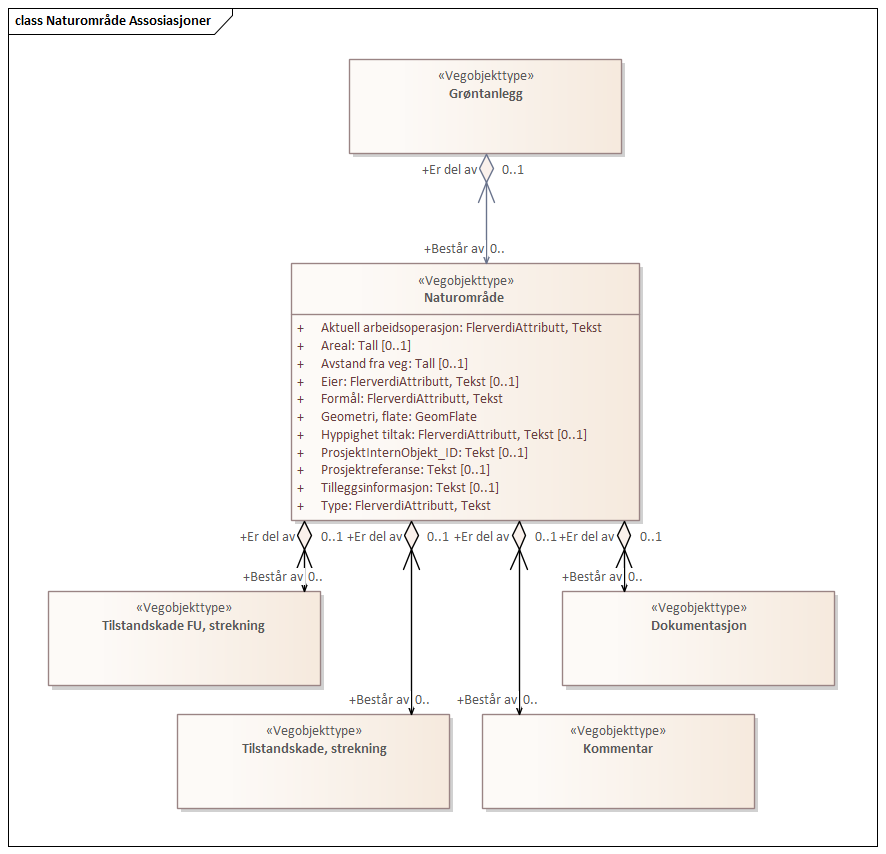 class Naturområde Assosiasjoner
«Vegobjekttype»
Grøntanlegg
+Er del av 0..1
+Består av 0..
«Vegobjekttype»
Naturområde
+ Aktuell arbeidsoperasjon: FlerverdiAttributt, Tekst
+ Areal: Tall [0..1]
+ Avstand fra veg: Tall [0..1]
+ Eier: FlerverdiAttributt, Tekst [0..1]
+ Formål: FlerverdiAttributt, Tekst
+ Geometri, flate: GeomFlate
+ Hyppighet tiltak: FlerverdiAttributt, Tekst [0..1]
+ ProsjektInternObjekt_ID: Tekst [0..1]
+ Prosjektreferanse: Tekst [0..1]
+ Tilleggsinformasjon: Tekst [0..1]
+ Type: FlerverdiAttributt, Tekst
+Er del av 0..1 +Er del av 0..1 +Er del av 0..1 +Er del av 0..1
+Består av 0.. +Består av 0..
«Vegobjekttype»
Tilstandskade FU, strekning
«Vegobjekttype»
Dokumentasjon
+Består av 0.. +Består av 0..
«Vegobjekttype»
Tilstandskade, strekning
«Vegobjekttype»
Kommentar